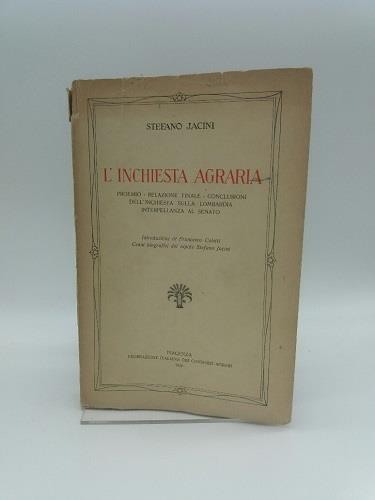 STEFANO JACINI
L'INCHIESTA AGRARIA
PROEMIO - RELAZIONE FINALE - CONCLUSIONI
DELL'INCHIESTA SULLA LOMBARDIA
INTERPELLANZA AL SENATO
Introduzione di Francesco Coletti
Cenni biografici del nipote Stefano Jacini
PIACENZA
FEDERAZIONE ITALIANA DEI CONSORZI AGRARI